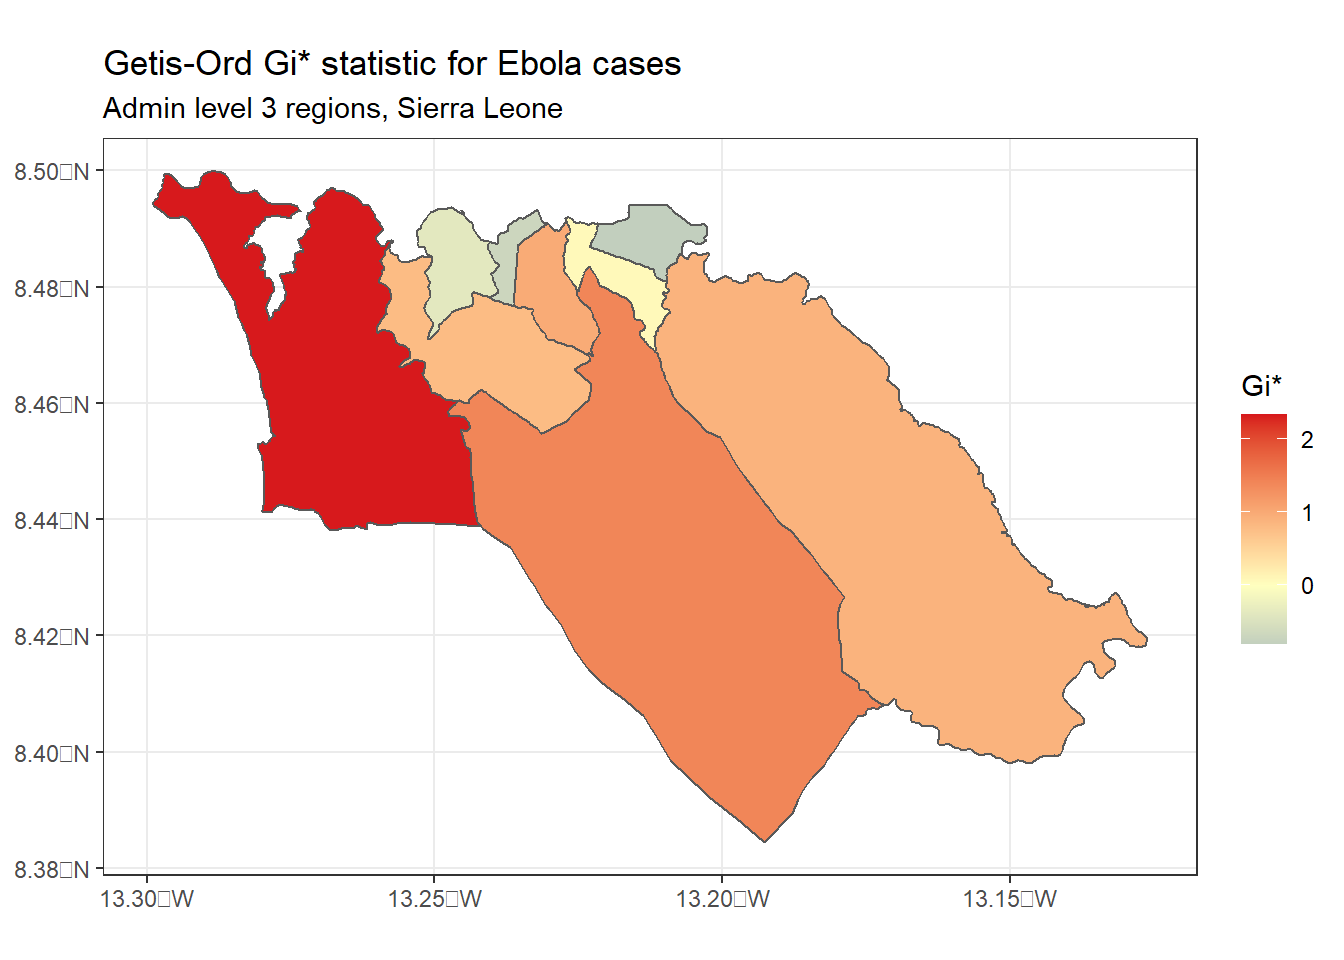 Getis-Ord Gi* statistic for Ebola cases
Admin level 3 regions, Sierra Leone
8.50□N
8.48□N
8.46□N
8.44□N
8.42□N
8.40□N
8.38□N
13.30□W
13.25□W
13.20□W
13.15□W
Gi*
2
1
0